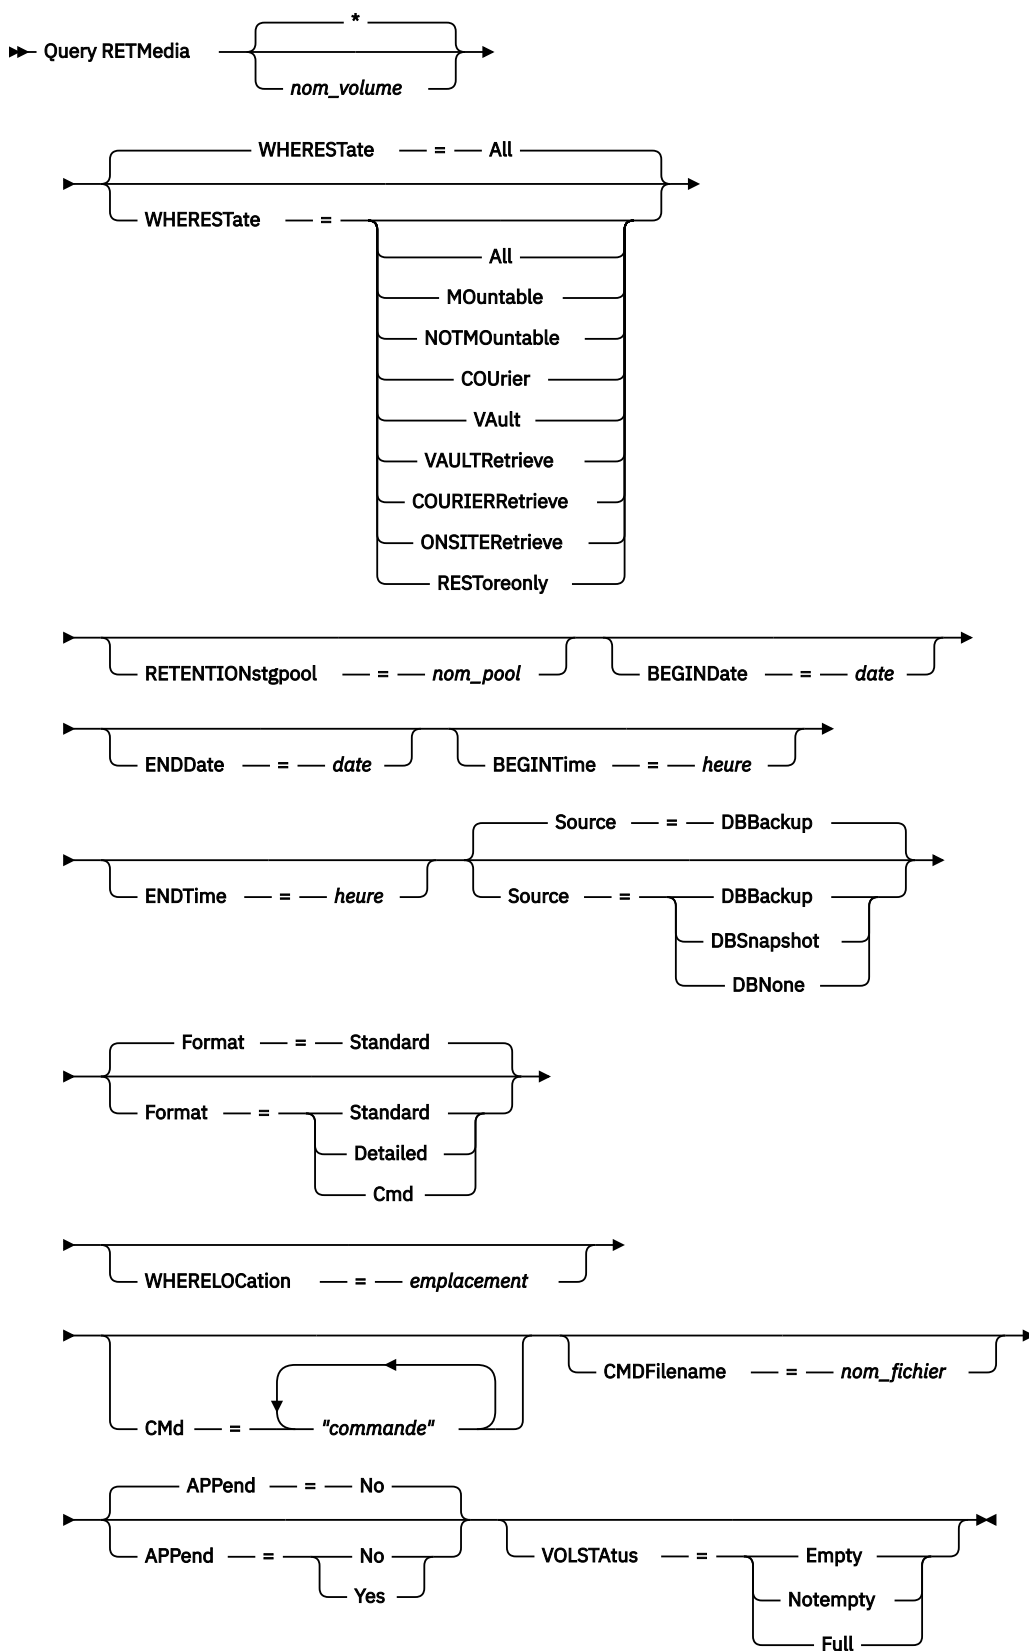 *
Query RETMedia
nom_volume
WHERESTate = All
WHERESTate =
All
MOuntable
NOTMOuntable
COUrier
VAult
VAULTRetrieve
COURIERRetrieve
ONSITERetrieve
RESToreonly
RETENTIONstgpool = nom_pool BEGINDate = date
ENDDate = date BEGINTime = heure
Source = DBBackup
ENDTime = heure Source = DBBackup
DBSnapshot
DBNone
Format = Standard
Format = Standard
Detailed
Cmd
WHERELOCation = emplacement
CMDFilename = nom_fichier
CMd = "commande"
APPend = No
APPend = No VOLSTAtus = Empty
Yes Notempty
Full